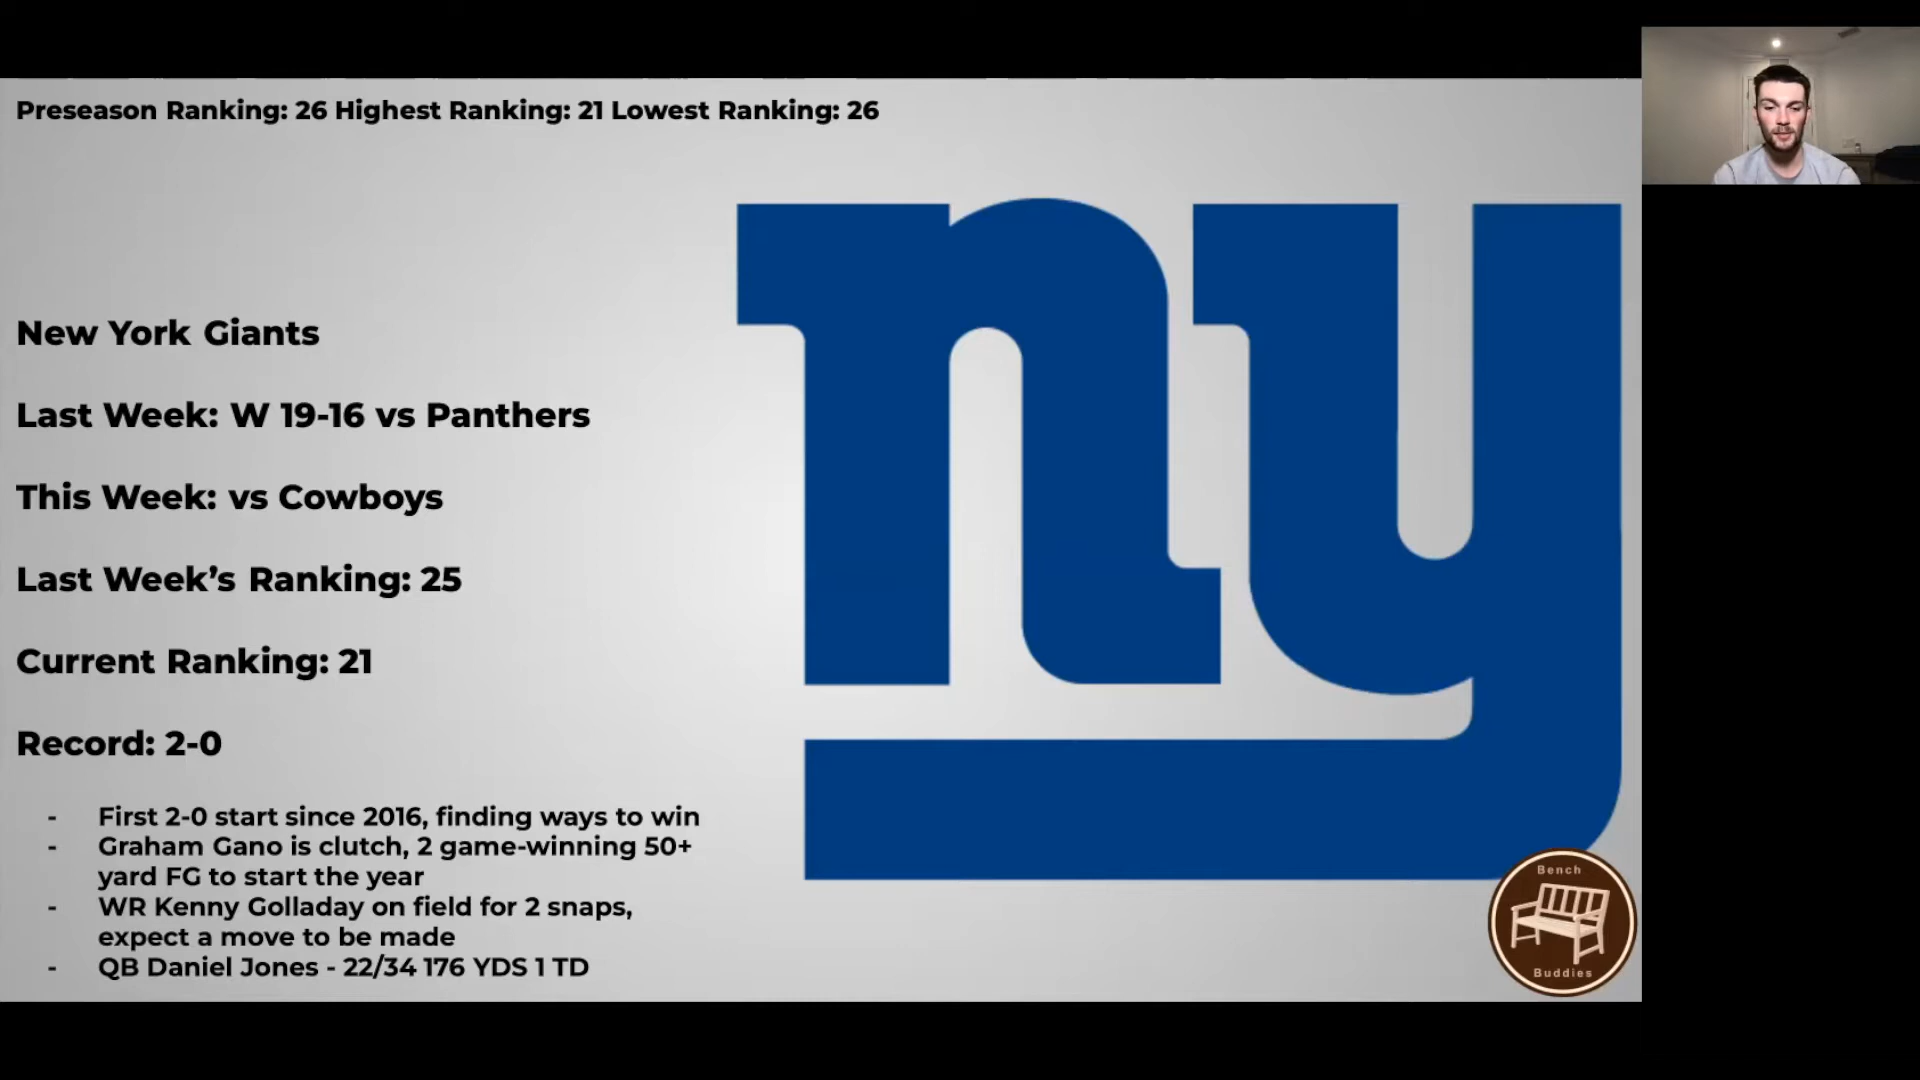 Preseason Ranking: 26 Highest Ranking: 21 Lowest Ranking: 26
ny
New York Giants
Last Week: W 19-16 vs Panthers
This Week: vs Cowboys
Last Week’s Ranking: 25
Current Ranking: 21
Record: 2-0
- First 2-0 start since 2016, finding ways to win
- Graham Gano is clutch, 2 game-winning 50+
yard FG to start the year
- WR Kenny Golladay on field for 2 snaps,
expect a move to be made
- QB Daniel Jones - 22/34 176 YDS 1 TD
Bench
Buddies